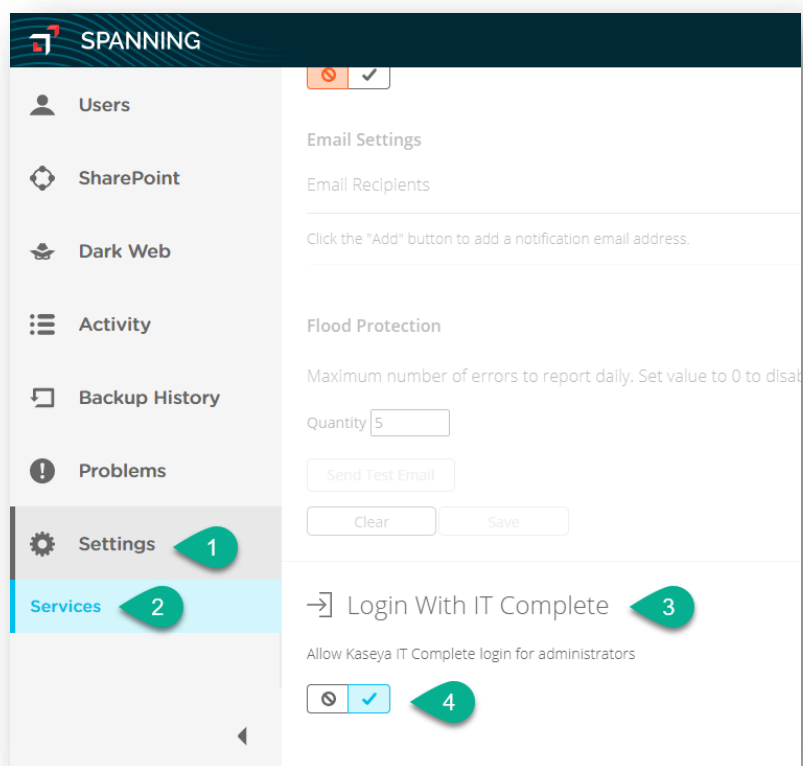 SPANNING
Users
SharePoint
Dark Web
Activity
Backup History
Problems
Settings
1
Services
2
Email Settings
Email Recipients
Click the "Add" button to add a notification email address.
Flood Protection
Maximum number of errors to report daily. Set value to 0 to disab
Quantity 5
Send Test Email
Clear Save
Login With IT Complete
3
Allow Kaseya IT Complete login for administrators
4